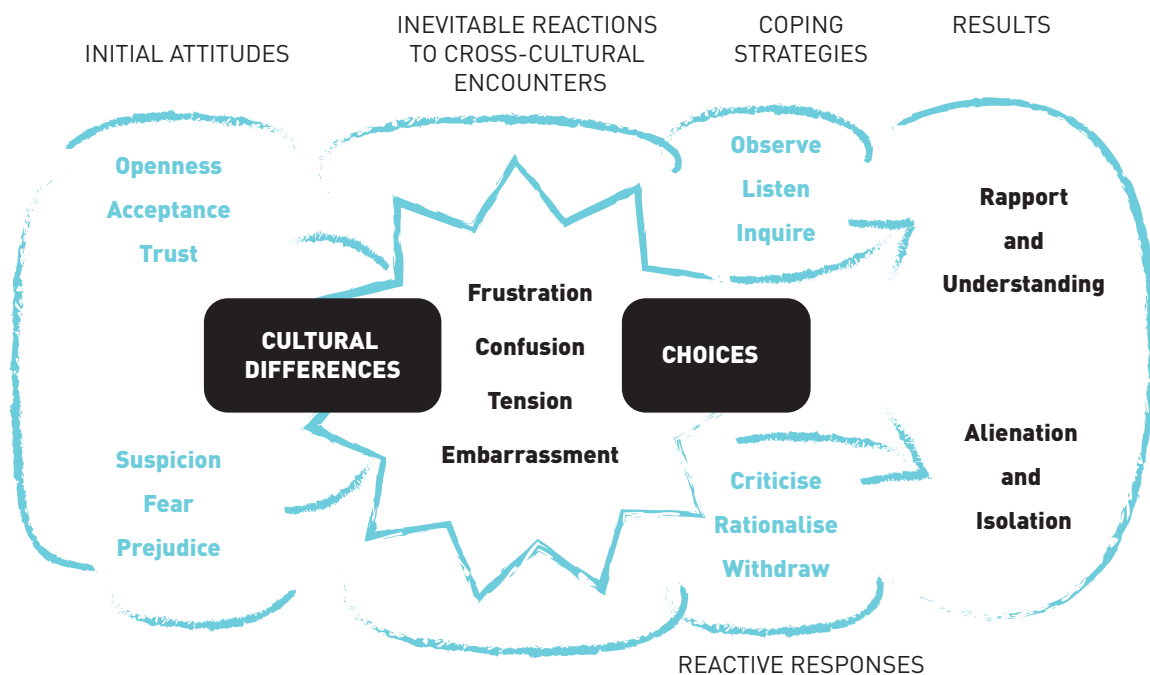 INITIAL ATTITUDES
INEVITABLE REACTIONS
TO CROSS-CULTURAL
ENCOUNTERS
COPING
STRATEGIES
RESULTS
Openness
Acceptance
Trust
CULTURAL
DIFFERENCES
Suspicion
Fear
Prejudice
Frustration
Confusion
Tension
Embarrassment
CHOICES
Observe
Listen
Inquire
Criticise
Rationalise
Withdraw
REACTIVE RESPONSES
Rapport
and
Understanding
Alienation
and
Isolation